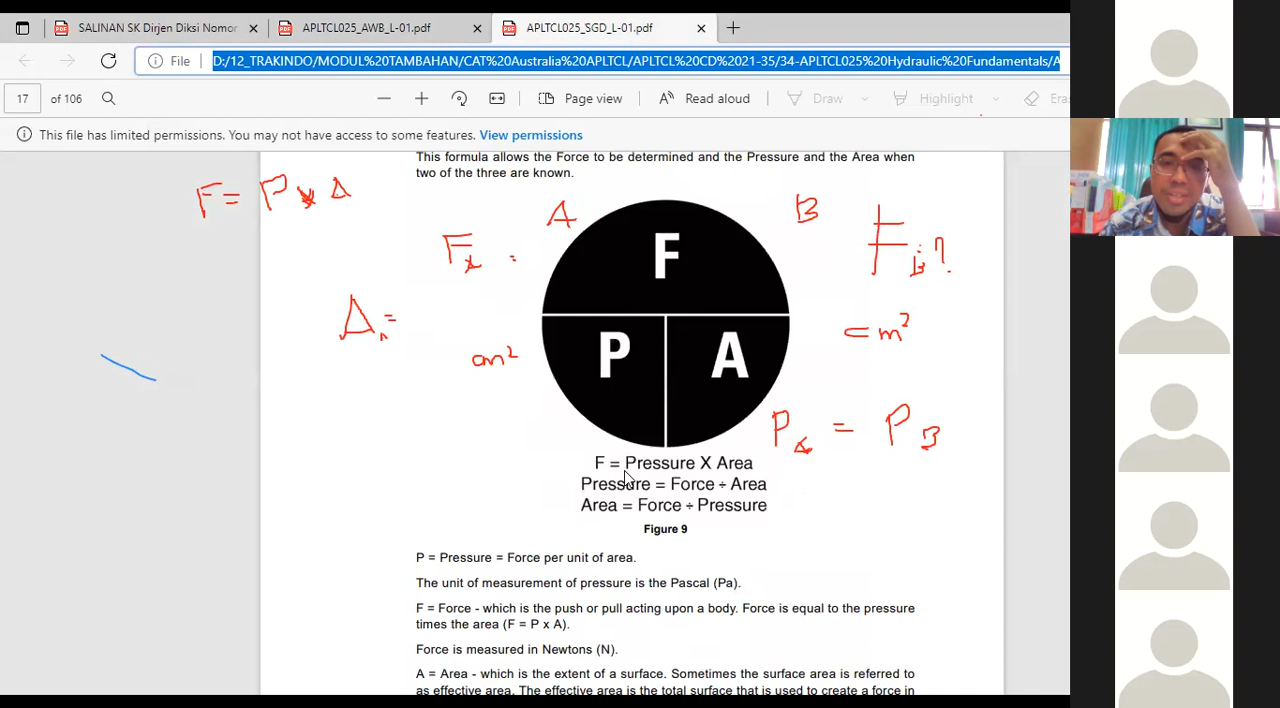 SALINAN SK Dirjen Diksi Nomor
APLTCL025_AWB_L-01.pdf
APLTCL025_SGD_L-01.pdf
File
D:/12_TRAKINDO/MODUL%20TAMBAHAN/CAT%20Australia%20APLTCL/APLTCL%20CD%2021-35/34-APLTCL025%20Hydraulic%20Fundamentals/A
17 of 106
Page view
Read aloud
Draw
Highlight
Era
This file has limited permissions. You may not have access to some features. View permissions
This formula allows the Force to be determined and the Pressure and the Area when
two of the three are known.
F = P x A
A
B
F
F
?
A =
cm²
cm²
F
P
A
P = P B
F = Pressure X Area
Pressure = Force ÷ Area
Area = Force ÷ Pressure
Figure 9
P = Pressure = Force per unit of area.
The unit of measurement of pressure is the Pascal (Pa).
F = Force - which is the push or pull acting upon a body. Force is equal to the pressure
times the area (F = P x A).
Force is measured in Newtons (N).
A = Area - which is the extent of a surface. Sometimes the surface area is referred to
as effective area. The effective area is the total surface that is used to create a force in